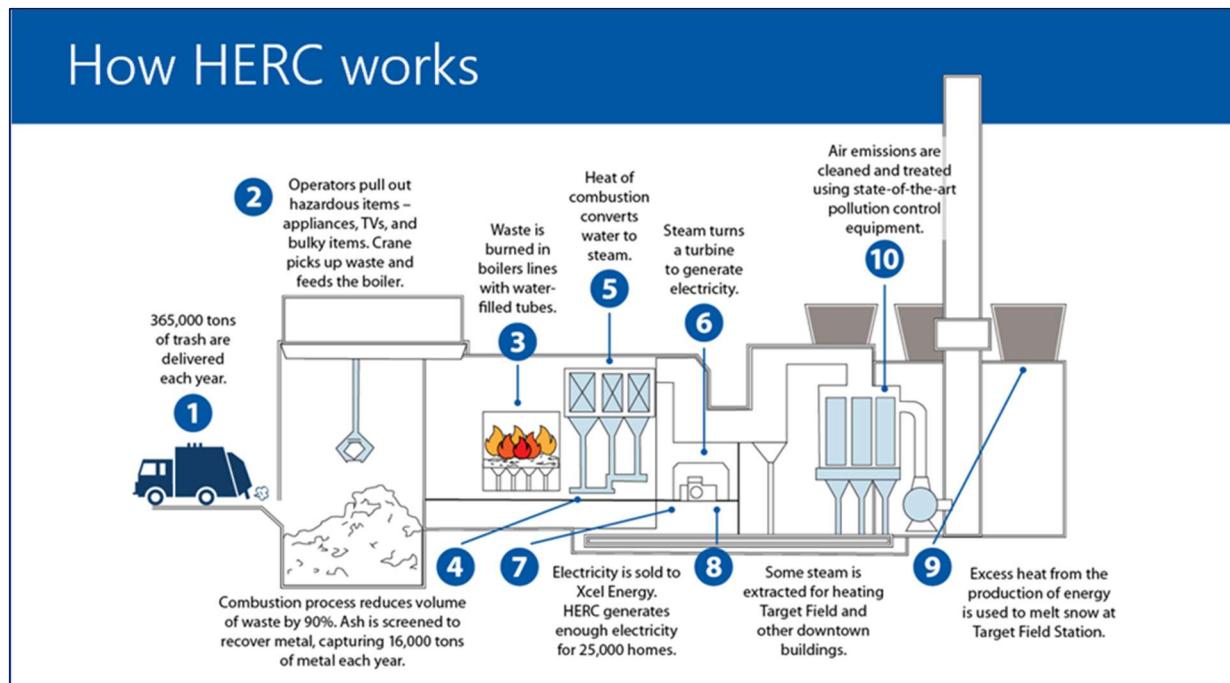 How HERC works
1
365,000 tons
of trash are
delivered
each year.
2
Operators pull out
hazardous items –
appliances, TVs, and
bulky items. Crane
picks up waste and
feeds the boiler.
3
Waste is
burned in
boilers lines
with water-
filled tubes.
4
Combustion process reduces volume
of waste by 90%. Ash is screened to
recover metal, capturing 16,000 tons
of metal each year.
5
Heat of
combustion
converts
water to
steam.
6
Steam turns
a turbine
to generate
electricity.
7
Electricity is sold to
Xcel Energy.
HERC generates
enough electricity
for 25,000 homes.
8
Some steam is
extracted for heating
Target Field and
other downtown
buildings.
9
Excess heat from the
production of energy
is used to melt snow at
Target Field Station.
10
Air emissions are
cleaned and treated
using state-of-the-art
pollution control
equipment.